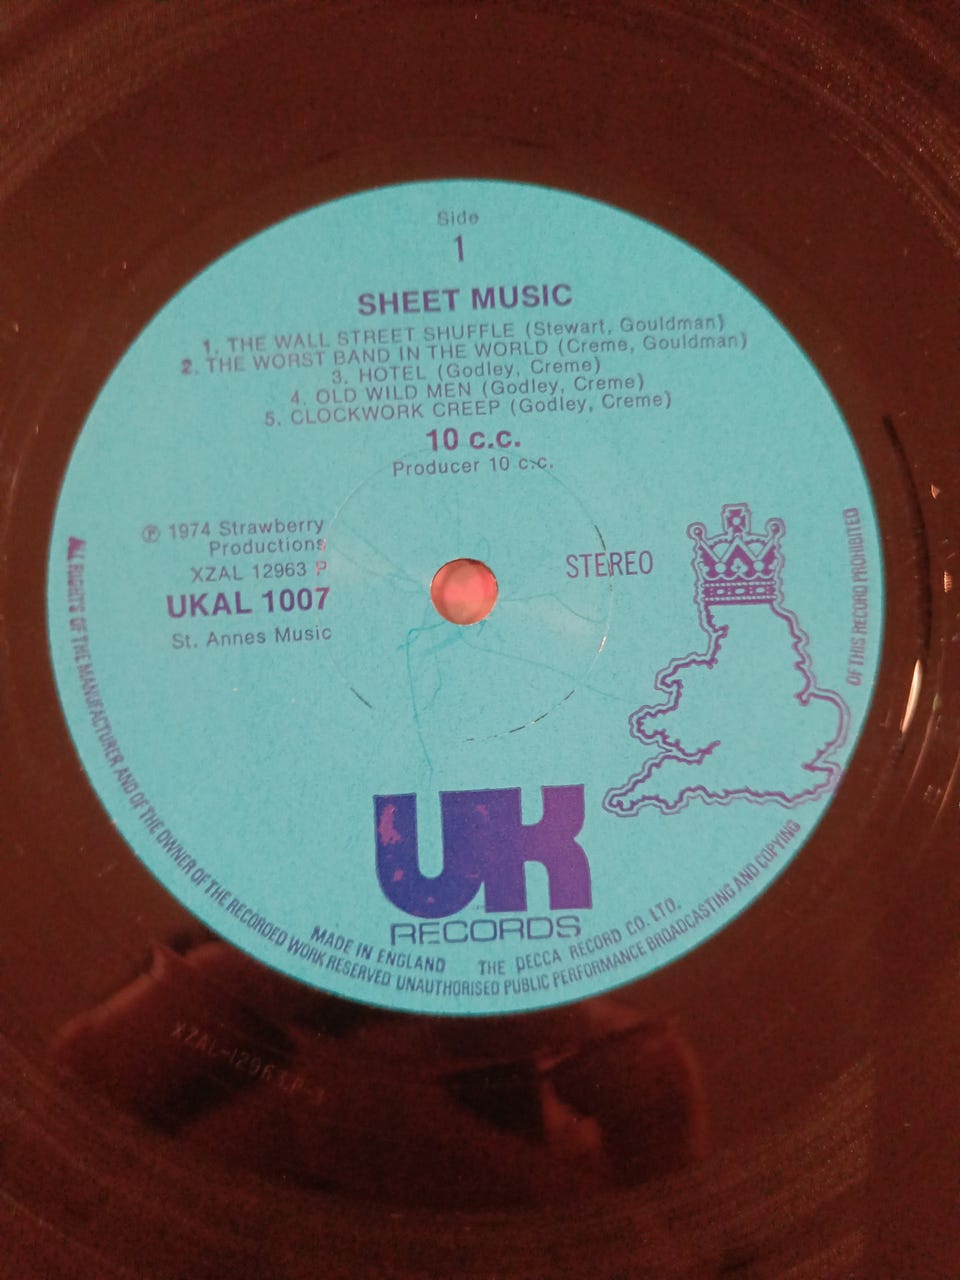 Side
1
SHEET MUSIC
1. THE WALL STREET SHUFFLE (Stewart, Gouldman)
2. THE WORST BAND IN THE WORLD (Creme, Gouldman)
3. HOTEL (Godley, Creme)
4. OLD WILD MEN (Godley, Creme)
5. CLOCKWORK CREEP (Godley, Creme)
10 c.c.
Producer 10 c.c.
℗ 1974 Strawberry
Productions
XZAL 12963 P
UKAL 1007
St. Annes Music
STEREO
UK
RECORDS
MADE IN ENGLAND THE DECCA RECORD CO. LTD.
ALL RIGHTS OF THE MANUFACTURER AND OF THE OWNER OF THE RECORDED WORK RESERVED UNAUTHORISED PUBLIC PERFORMANCE BROADCASTING AND COPYING OF THIS RECORD PROHIBITED